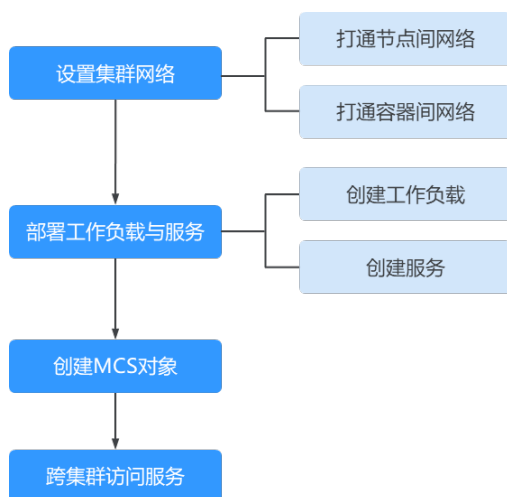 设置集群网络
打通节点间网络
打通容器间网络
部署工作负载与服务
创建工作负载
创建服务
创建MCS对象
跨集群访问服务